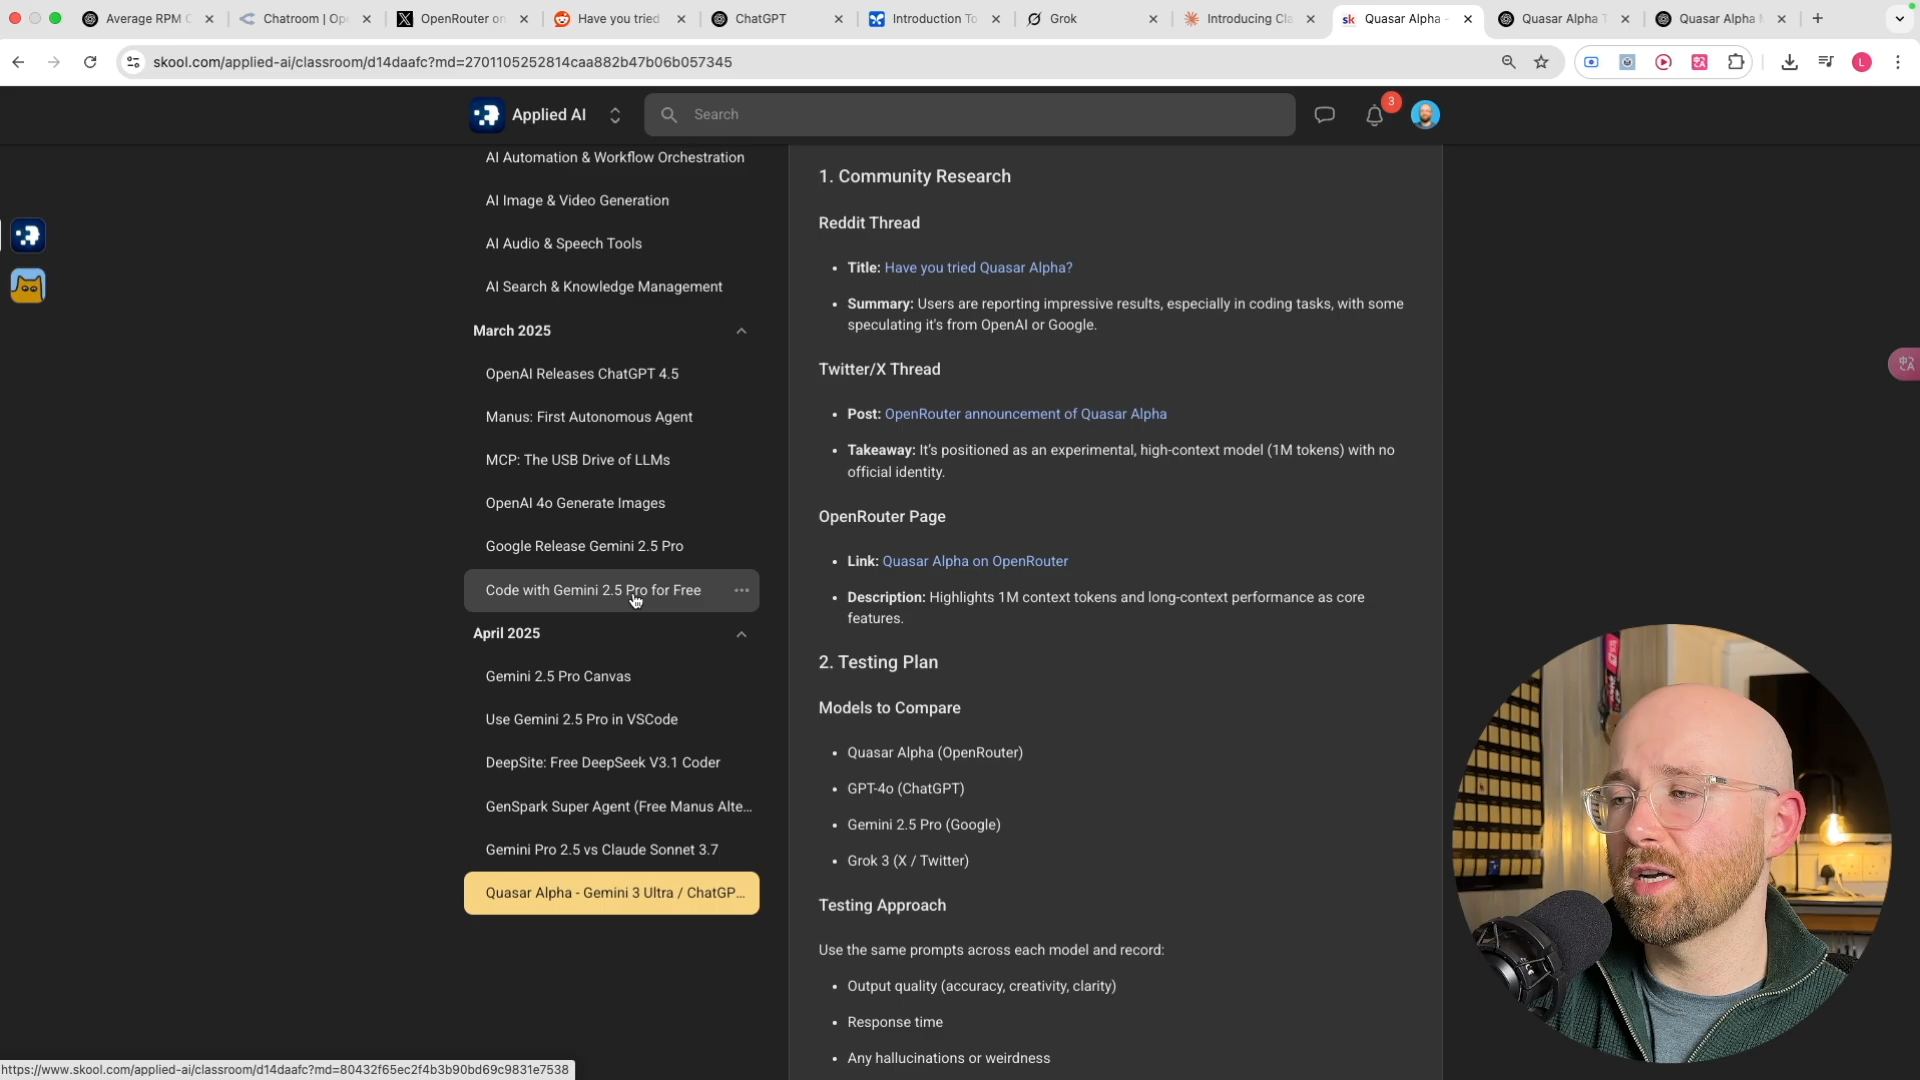 Average RPM
Chatroom | Op
OpenRouter on
Have you tried
ChatGPT
Introduction To
Grok
Introducing Cla
sk
Quasar Alpha -
Quasar Alpha T
Quasar Alpha
skool.com/applied-ai/classroom/d14daafc?md=2701105252814caa882b47b06b057345
L
Applied AI
Search
3
AI Automation & Workflow Orchestration
AI Image & Video Generation
AI Audio & Speech Tools
AI Search & Knowledge Management
March 2025
OpenAI Releases ChatGPT 4.5
Manus: First Autonomous Agent
MCP: The USB Drive of LLMs
OpenAI 4o Generate Images
Google Release Gemini 2.5 Pro
Code with Gemini 2.5 Pro for Free
April 2025
Gemini 2.5 Pro Canvas
Use Gemini 2.5 Pro in VSCode
DeepSite: Free DeepSeek V3.1 Coder
GenSpark Super Agent (Free Manus Alte...
Gemini Pro 2.5 vs Claude Sonnet 3.7
Quasar Alpha - Gemini 3 Ultra / ChatGP...
1. Community Research
Reddit Thread
• Title: Have you tried Quasar Alpha?
• Summary: Users are reporting impressive results, especially in coding tasks, with some
speculating it's from OpenAI or Google.
Twitter/X Thread
• Post: OpenRouter announcement of Quasar Alpha
• Takeaway: It's positioned as an experimental, high-context model (1M tokens) with no
official identity.
OpenRouter Page
• Link: Quasar Alpha on OpenRouter
• Description: Highlights 1M context tokens and long-context performance as core
features.
2. Testing Plan
Models to Compare
• Quasar Alpha (OpenRouter)
• GPT-4o (ChatGPT)
• Gemini 2.5 Pro (Google)
• Grok 3 (X / Twitter)
Testing Approach
Use the same prompts across each model and record:
• Output quality (accuracy, creativity, clarity)
• Response time
• Any hallucinations or weirdness
https://www.skool.com/applied-ai/classroom/d14daafc?md=80432f65ec2f4b3b90bd69c9831e7538